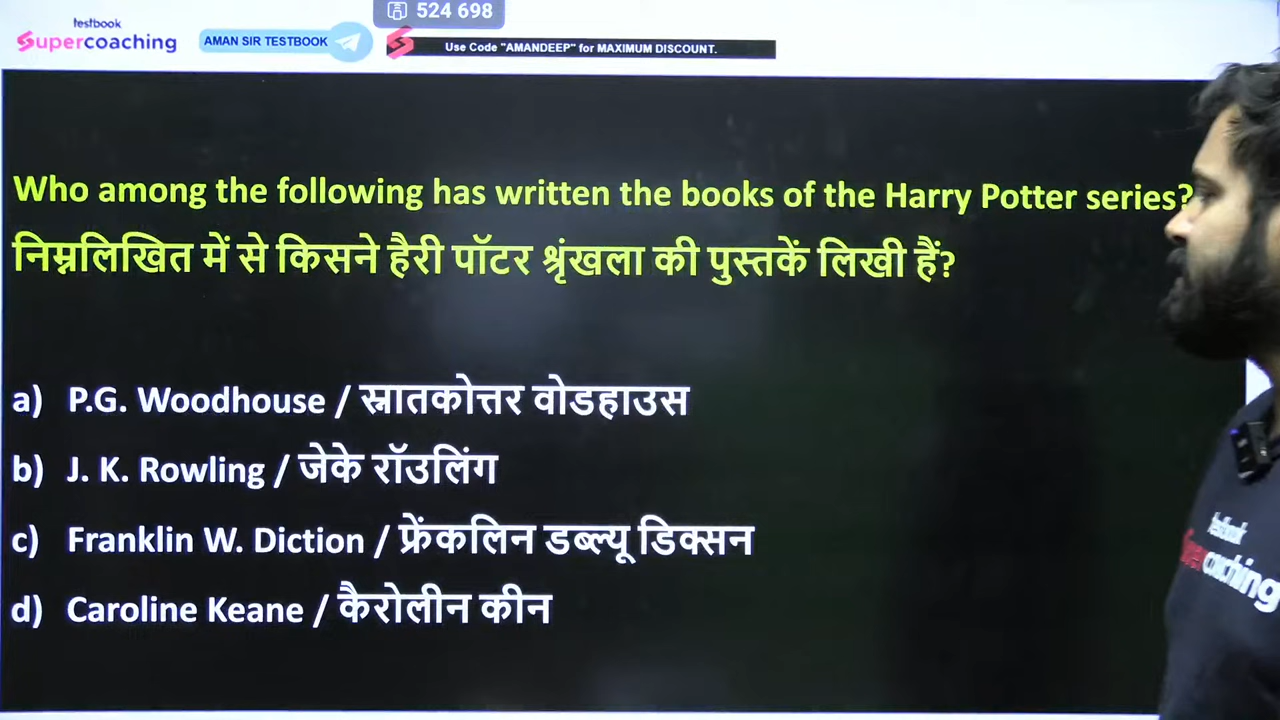 testbook
Supercoaching
AMAN SIR TESTBOOK
524 698
Use Code "AMANDEEP" for MAXIMUM DISCOUNT.
Who among the following has written the books of the Harry Potter series?
निम्नलिखित में से किसने हैरी पॉटर श्रृंखला की पुस्तकें लिखी हैं?
a) P.G. Woodhouse / स्नातकोत्तर वोडहाउस
b) J. K. Rowling / जेके रॉउलिंग
c) Franklin W. Diction / फ्रेंकलिन डब्ल्यू डिक्सन
d) Caroline Keane / कैरोलीन कीन
testbook
Supercoaching